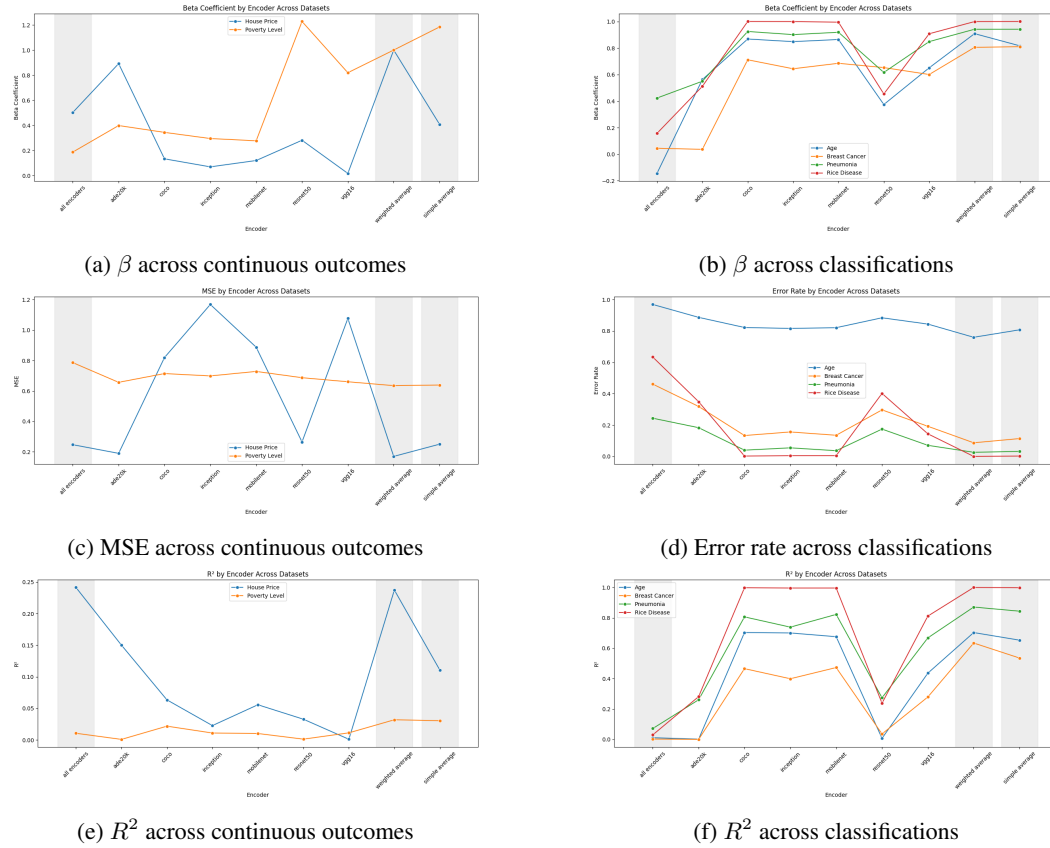 Beta Coefficient by Encoder Across Datasets
House Price
Poverty Level
1.2
1.0
0.8
0.6
0.4
0.2
0.0
Beta Coefficient
all encoders
ade20k
coco
inception
mobilenet
resnet50
vgg16
weighted average
simple average
Encoder
(a) β across continuous outcomes
Beta Coefficient by Encoder Across Datasets
1.0
0.8
0.6
0.4
0.2
0.0
−0.2
Beta Coefficient
Age
Breast Cancer
Pneumonia
Rice Disease
all encoders
ade20k
coco
inception
mobilenet
resnet50
vgg16
weighted average
simple average
Encoder
(b) β across classifications
MSE by Encoder Across Datasets
1.2
1.0
0.8
0.6
0.4
0.2
MSE
House Price
Poverty Level
all encoders
ade20k
coco
inception
mobilenet
resnet50
vgg16
weighted average
simple average
Encoder
(c) MSE across continuous outcomes
Error Rate by Encoder Across Datasets
1.0
0.8
0.6
0.4
0.2
0.0
Error Rate
Age
Breast Cancer
Pneumonia
Rice Disease
all encoders
ade20k
coco
inception
mobilenet
resnet50
vgg16
weighted average
simple average
Encoder
(d) Error rate across classifications
R² by Encoder Across Datasets
House Price
Poverty Level
0.25
0.20
0.15
0.10
0.05
0.00
R²
all encoders
ade20k
coco
inception
mobilenet
resnet50
vgg16
weighted average
simple average
Encoder
(e) R² across continuous outcomes
R² by Encoder Across Datasets
Age
Breast Cancer
Pneumonia
Rice Disease
1.0
0.8
0.6
0.4
0.2
0.0
R²
all encoders
ade20k
coco
inception
mobilenet
resnet50
vgg16
weighted average
simple average
Encoder
(f) R² across classifications